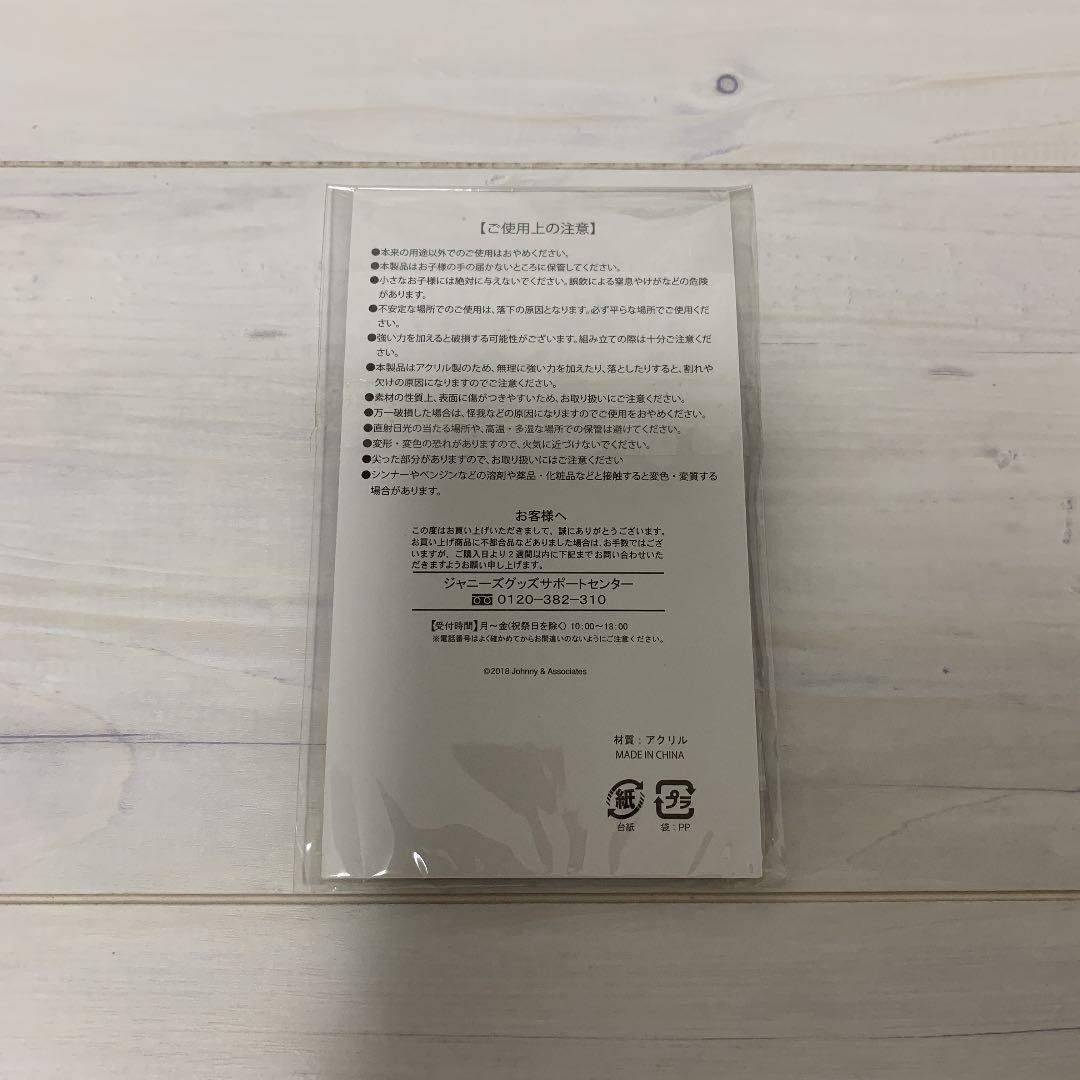 【ご使用上の注意】
●本来の用途以外でのご使用はおやめください。
●本製品はお子様の手の届かないところに保管してください。
●小さなお子様には絶対に与えないでください。誤飲による窒息やけがなどの危険
があります。
●不安定な場所でのご使用は、落下の原因となります。必ず平らな場所でご使用くだ
さい。
●強い力を加えると破損する可能性がございます。組み立ての際は十分ご注意くだ
さい。
●本製品はアクリル製のため、無理に強い力を加えたり、落としたりすると、割れや
欠けの原因になりますのでご注意ください。
●素材の性質上、表面に傷がつきやすいため、お取り扱いにご注意ください。
●万一破損した場合は、怪我などの原因になりますのでご使用をおやめください。
●直射日光の当たる場所や、高温・多湿な場所での保管は避けてください。
●変形・変色の恐れがありますので、火気に近づけないでください。
●尖った部分がありますので、お取り扱いにはご注意ください
●シンナーやベンジンなどの溶剤や薬品・化粧品などと接触すると変色・変質する
場合があります。
お客様へ
この度はお買い上げいただきまして、誠にありがとうございます。
お買い上げ商品に不都合品などありました場合は、お手数ではござ
いますが、ご購入日より2週間以内に下記までお問い合わせいた
だきますようお願い申し上げます。
ジャニーズグッズサポートセンター
0120-382-310
【受付時間】月〜金(祝祭日を除く) 10:00〜18:00
※電話番号はよく確かめてからお間違いのないようにご注意ください。
©2018 Johnny & Associates
材質：アクリル
MADE IN CHINA
紙 プラ
台紙 袋：PP